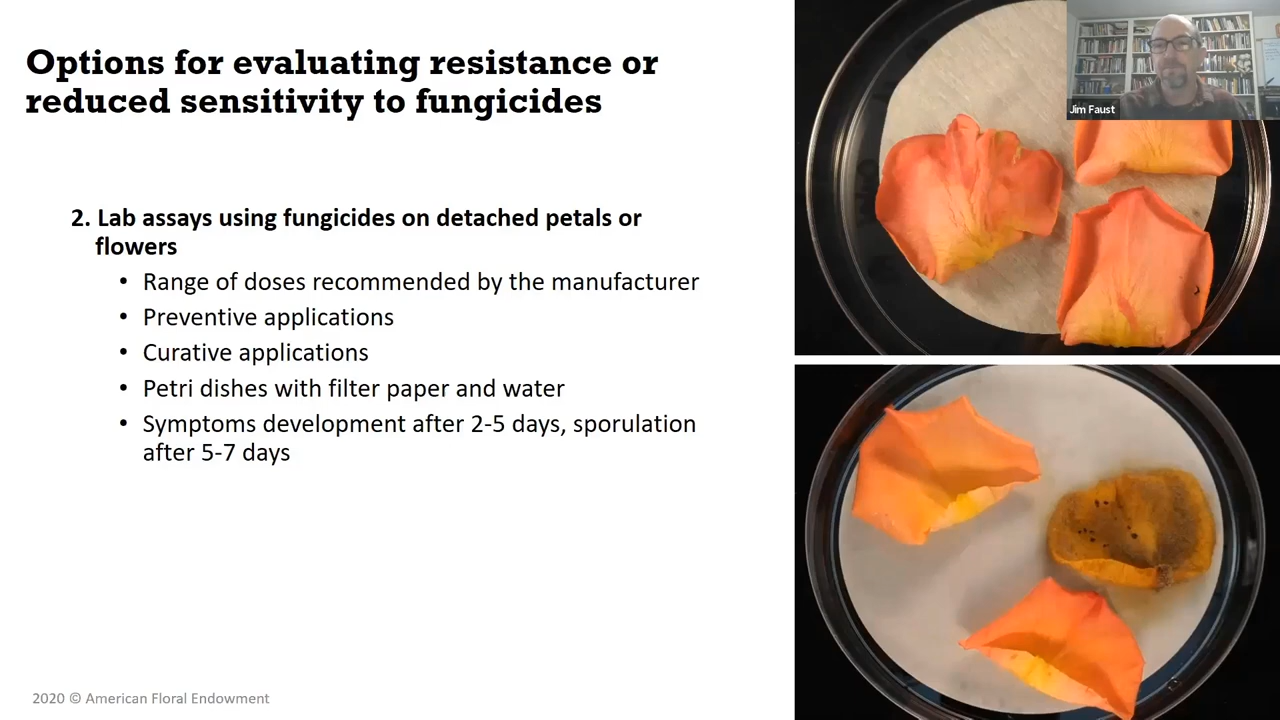 Options for evaluating resistance or
reduced sensitivity to fungicides
Jim Faust
2. Lab assays using fungicides on detached petals or
flowers
• Range of doses recommended by the manufacturer
• Preventive applications
• Curative applications
• Petri dishes with filter paper and water
• Symptoms development after 2-5 days, sporulation
after 5-7 days
2020 © American Floral Endowment